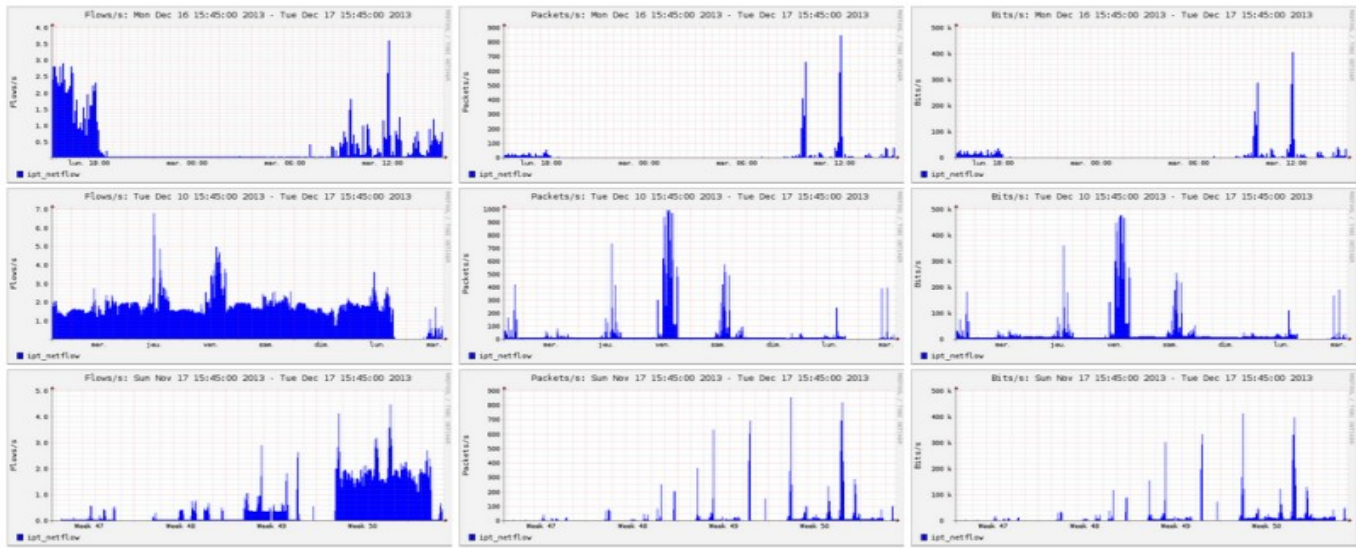 Flows/s: Mon Dec 16 15:45:00 2013 - Tue Dec 17 15:45:00 2013
4.0
3.5
3.0
2.5
2.0
1.5
1.0
0.5
Flows/s
lun. 18:00 mar. 00:00 mar. 06:00 mar. 12:00
ipt_netflow
Packets/s: Mon Dec 16 15:45:00 2013 - Tue Dec 17 15:45:00 2013
900
800
700
600
500
400
300
200
100
0
Packets/s
lun. 18:00 mar. 00:00 mar. 06:00 mar. 12:00
ipt_netflow
Bits/s: Mon Dec 16 15:45:00 2013 - Tue Dec 17 15:45:00 2013
500 k
400 k
300 k
200 k
100 k
0
Bits/s
lun. 18:00 mar. 00:00 mar. 06:00 mar. 12:00
ipt_netflow
Flows/s: Tue Dec 10 15:45:00 2013 - Tue Dec 17 15:45:00 2013
7.0
6.0
5.0
4.0
3.0
2.0
1.0
Flows/s
mer. jeu. ven. sam. dim. lun. mar.
ipt_netflow
Packets/s: Tue Dec 10 15:45:00 2013 - Tue Dec 17 15:45:00 2013
1000
900
800
700
600
500
400
300
200
100
0
Packets/s
mer. jeu. ven. sam. dim. lun. mar.
ipt_netflow
Bits/s: Tue Dec 10 15:45:00 2013 - Tue Dec 17 15:45:00 2013
500 k
400 k
300 k
200 k
100 k
0
Bits/s
mer. jeu. ven. sam. dim. lun. mar.
ipt_netflow
Flows/s: Sun Nov 17 15:45:00 2013 - Tue Dec 17 15:45:00 2013
5.0
4.0
3.0
2.0
1.0
0.0
Flows/s
Week 47 Week 48 Week 49 Week 50
ipt_netflow
Packets/s: Sun Nov 17 15:45:00 2013 - Tue Dec 17 15:45:00 2013
900
800
700
600
500
400
300
200
100
0
Packets/s
Week 47 Week 48 Week 49 Week 50
ipt_netflow
Bits/s: Sun Nov 17 15:45:00 2013 - Tue Dec 17 15:45:00 2013
500 k
400 k
300 k
200 k
100 k
0
Bits/s
Week 47 Week 48 Week 49 Week 50
ipt_netflow